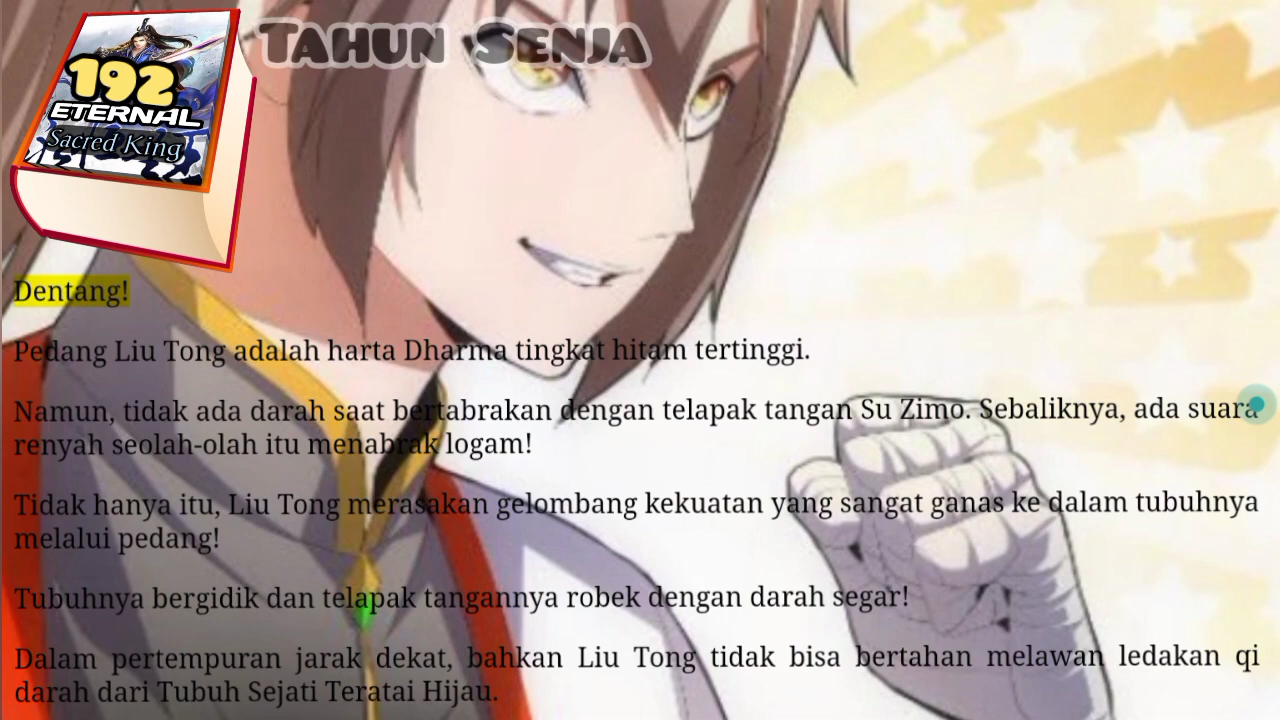 192
ETERNAL
Sacred King
TAHUN SENJA
Dentang!
Pedang Liu Tong adalah harta Dharma tingkat hitam tertinggi.
Namun, tidak ada darah saat bertabrakan dengan telapak tangan Su Zimo. Sebaliknya, ada suara
renyah seolah-olah itu menabrak logam!
Tidak hanya itu, Liu Tong merasakan gelombang kekuatan yang sangat ganas ke dalam tubuhnya
melalui pedang!
Tubuhnya bergidik dan telapak tangannya robek dengan darah segar!
Dalam pertempuran jarak dekat, bahkan Liu Tong tidak bisa bertahan melawan ledakan qi
darah dari Tubuh Sejati Teratai Hijau.